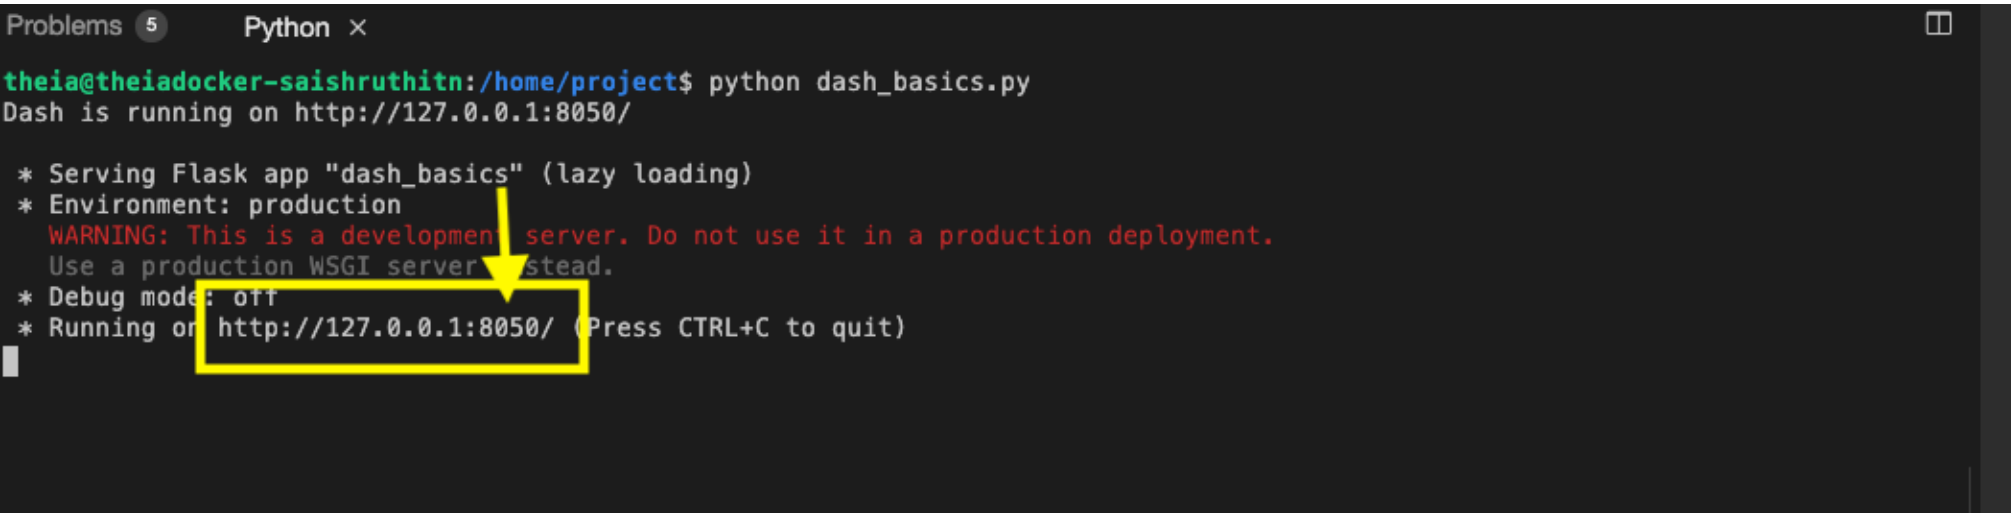 Problems 5 Python ×
theia@theiadocker-saishruthitn:/home/project$ python dash_basics.py
Dash is running on http://127.0.0.1:8050/
* Serving Flask app "dash_basics" (lazy loading)
* Environment: production
WARNING: This is a development server. Do not use it in a production deployment.
Use a production WSGI server instead.
* Debug mode: off
* Running on http://127.0.0.1:8050/ (Press CTRL+C to quit)